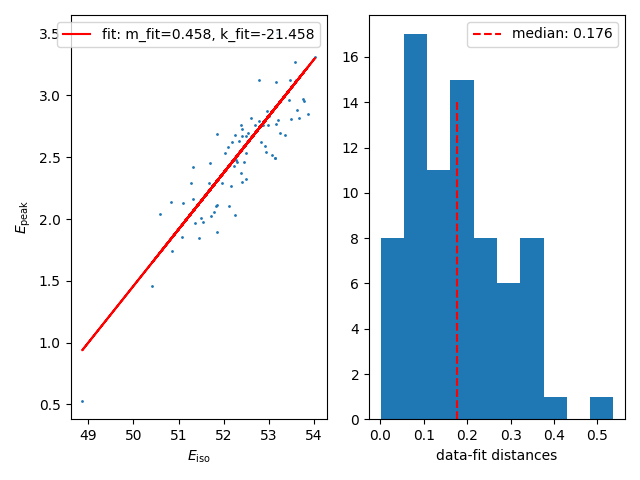 fit: m_fit=0.458, k_fit=-21.458
3.5
3.0
2.5
2.0
1.5
1.0
0.5
E_peak
49 50 51 52 53 54
E_iso
median: 0.176
16
14
12
10
8
6
4
2
0
0.0 0.1 0.2 0.3 0.4 0.5
data-fit distances